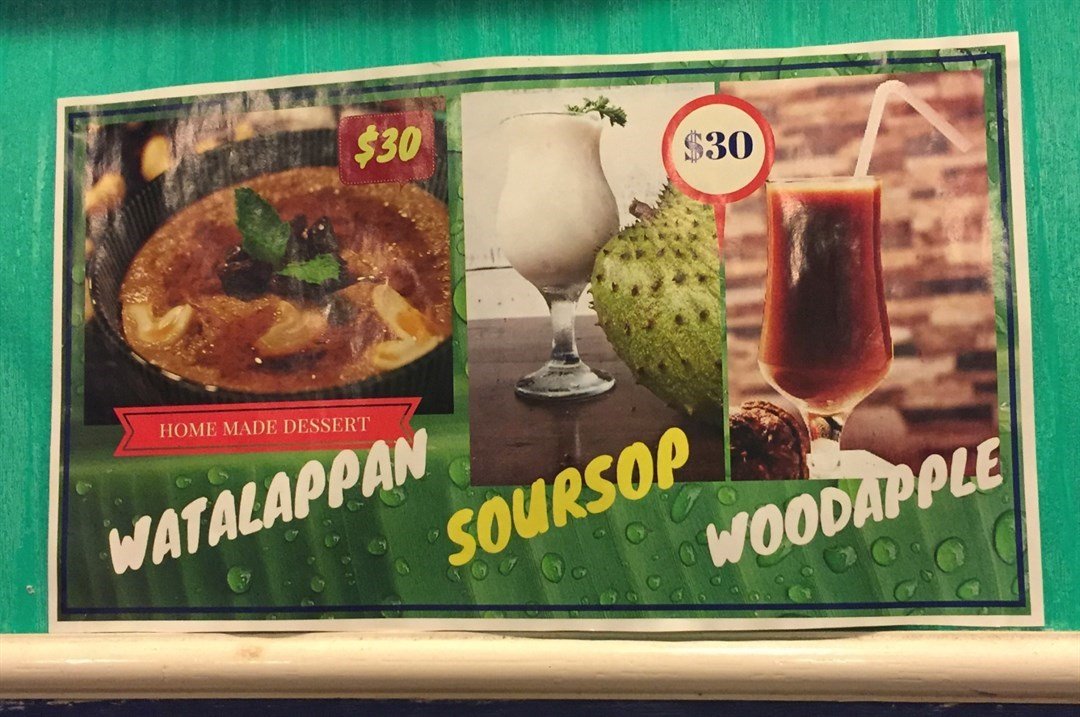 $30
HOME MADE DESSERT
WATALAPPAN
SOURSOP
$30
WOODAPPLE